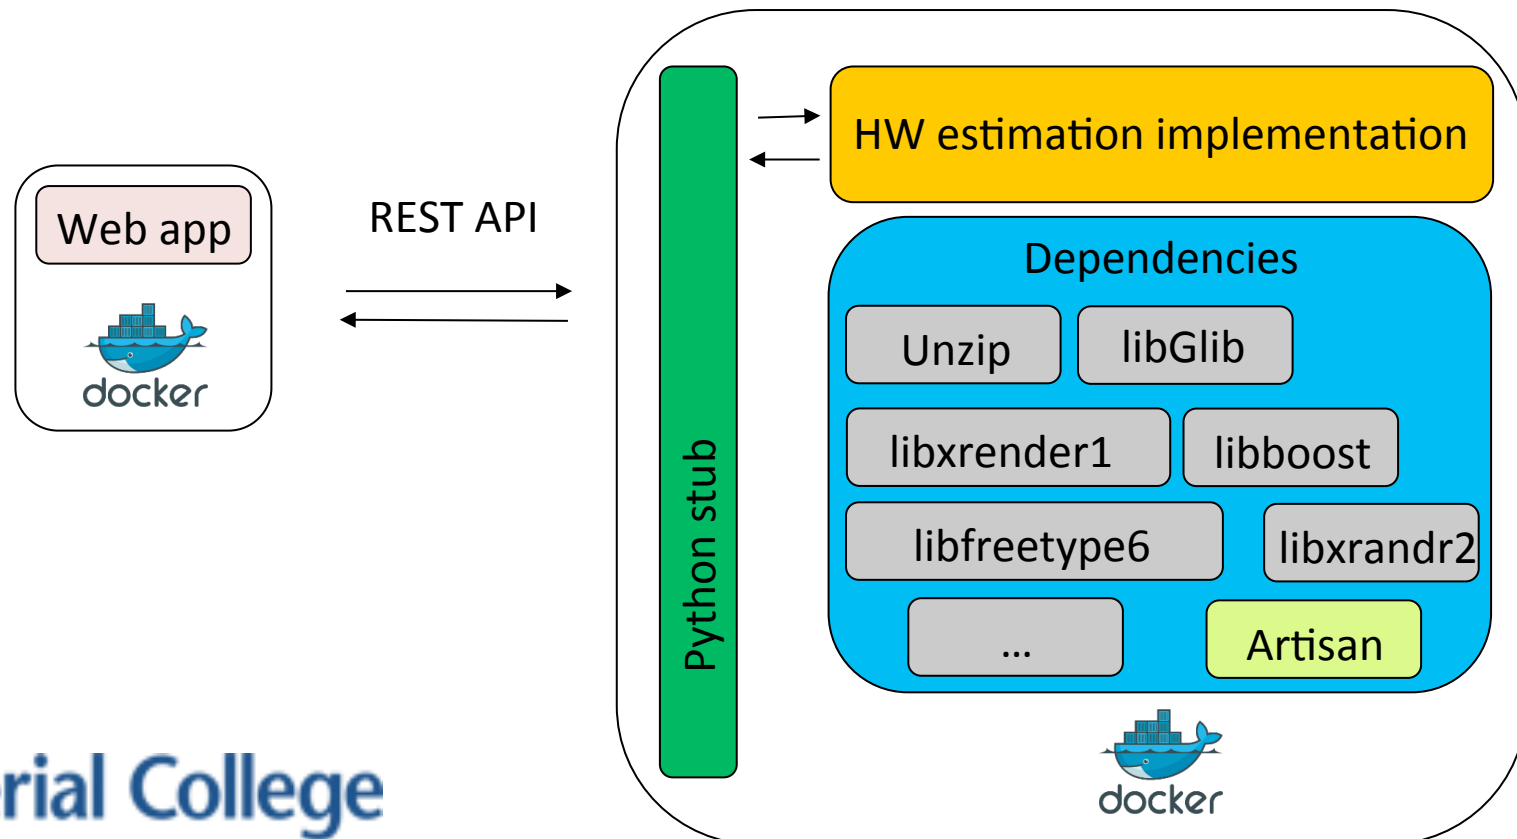 Web app
docker
REST API
Python stub
HW estimation implementation
Dependencies
Unzip
libGlib
libxrender1
libboost
libfreetype6
libxrandr2
...
Artisan
docker
rial College